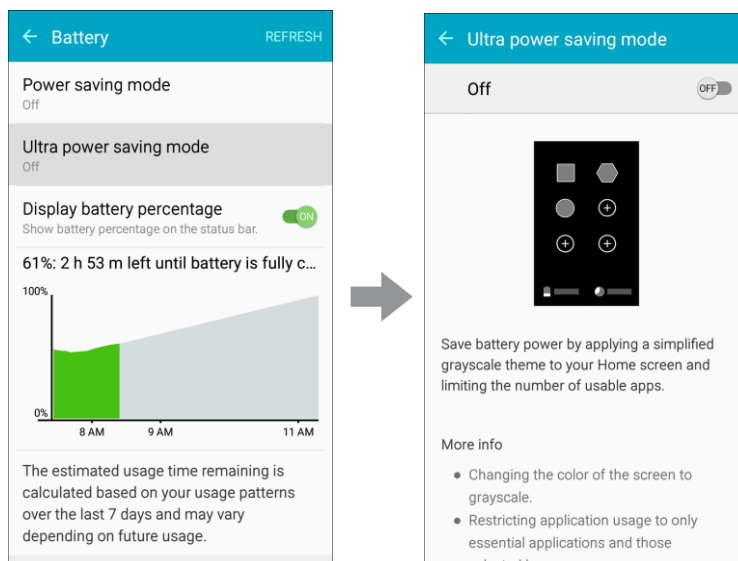 Battery REFRESH
Power saving mode
Off
Ultra power saving mode
Off
Display battery percentage ON
Show battery percentage on the status bar.
61%: 2 h 53 m left until battery is fully c...
100%
0%
8 AM 9 AM 11 AM
The estimated usage time remaining is
calculated based on your usage patterns
over the last 7 days and may vary
depending on future usage.
Ultra power saving mode
Off OFF
Save battery power by applying a simplified
grayscale theme to your Home screen and
limiting the number of usable apps.
More info
• Changing the color of the screen to
grayscale.
• Restricting application usage to only
essential applications and those